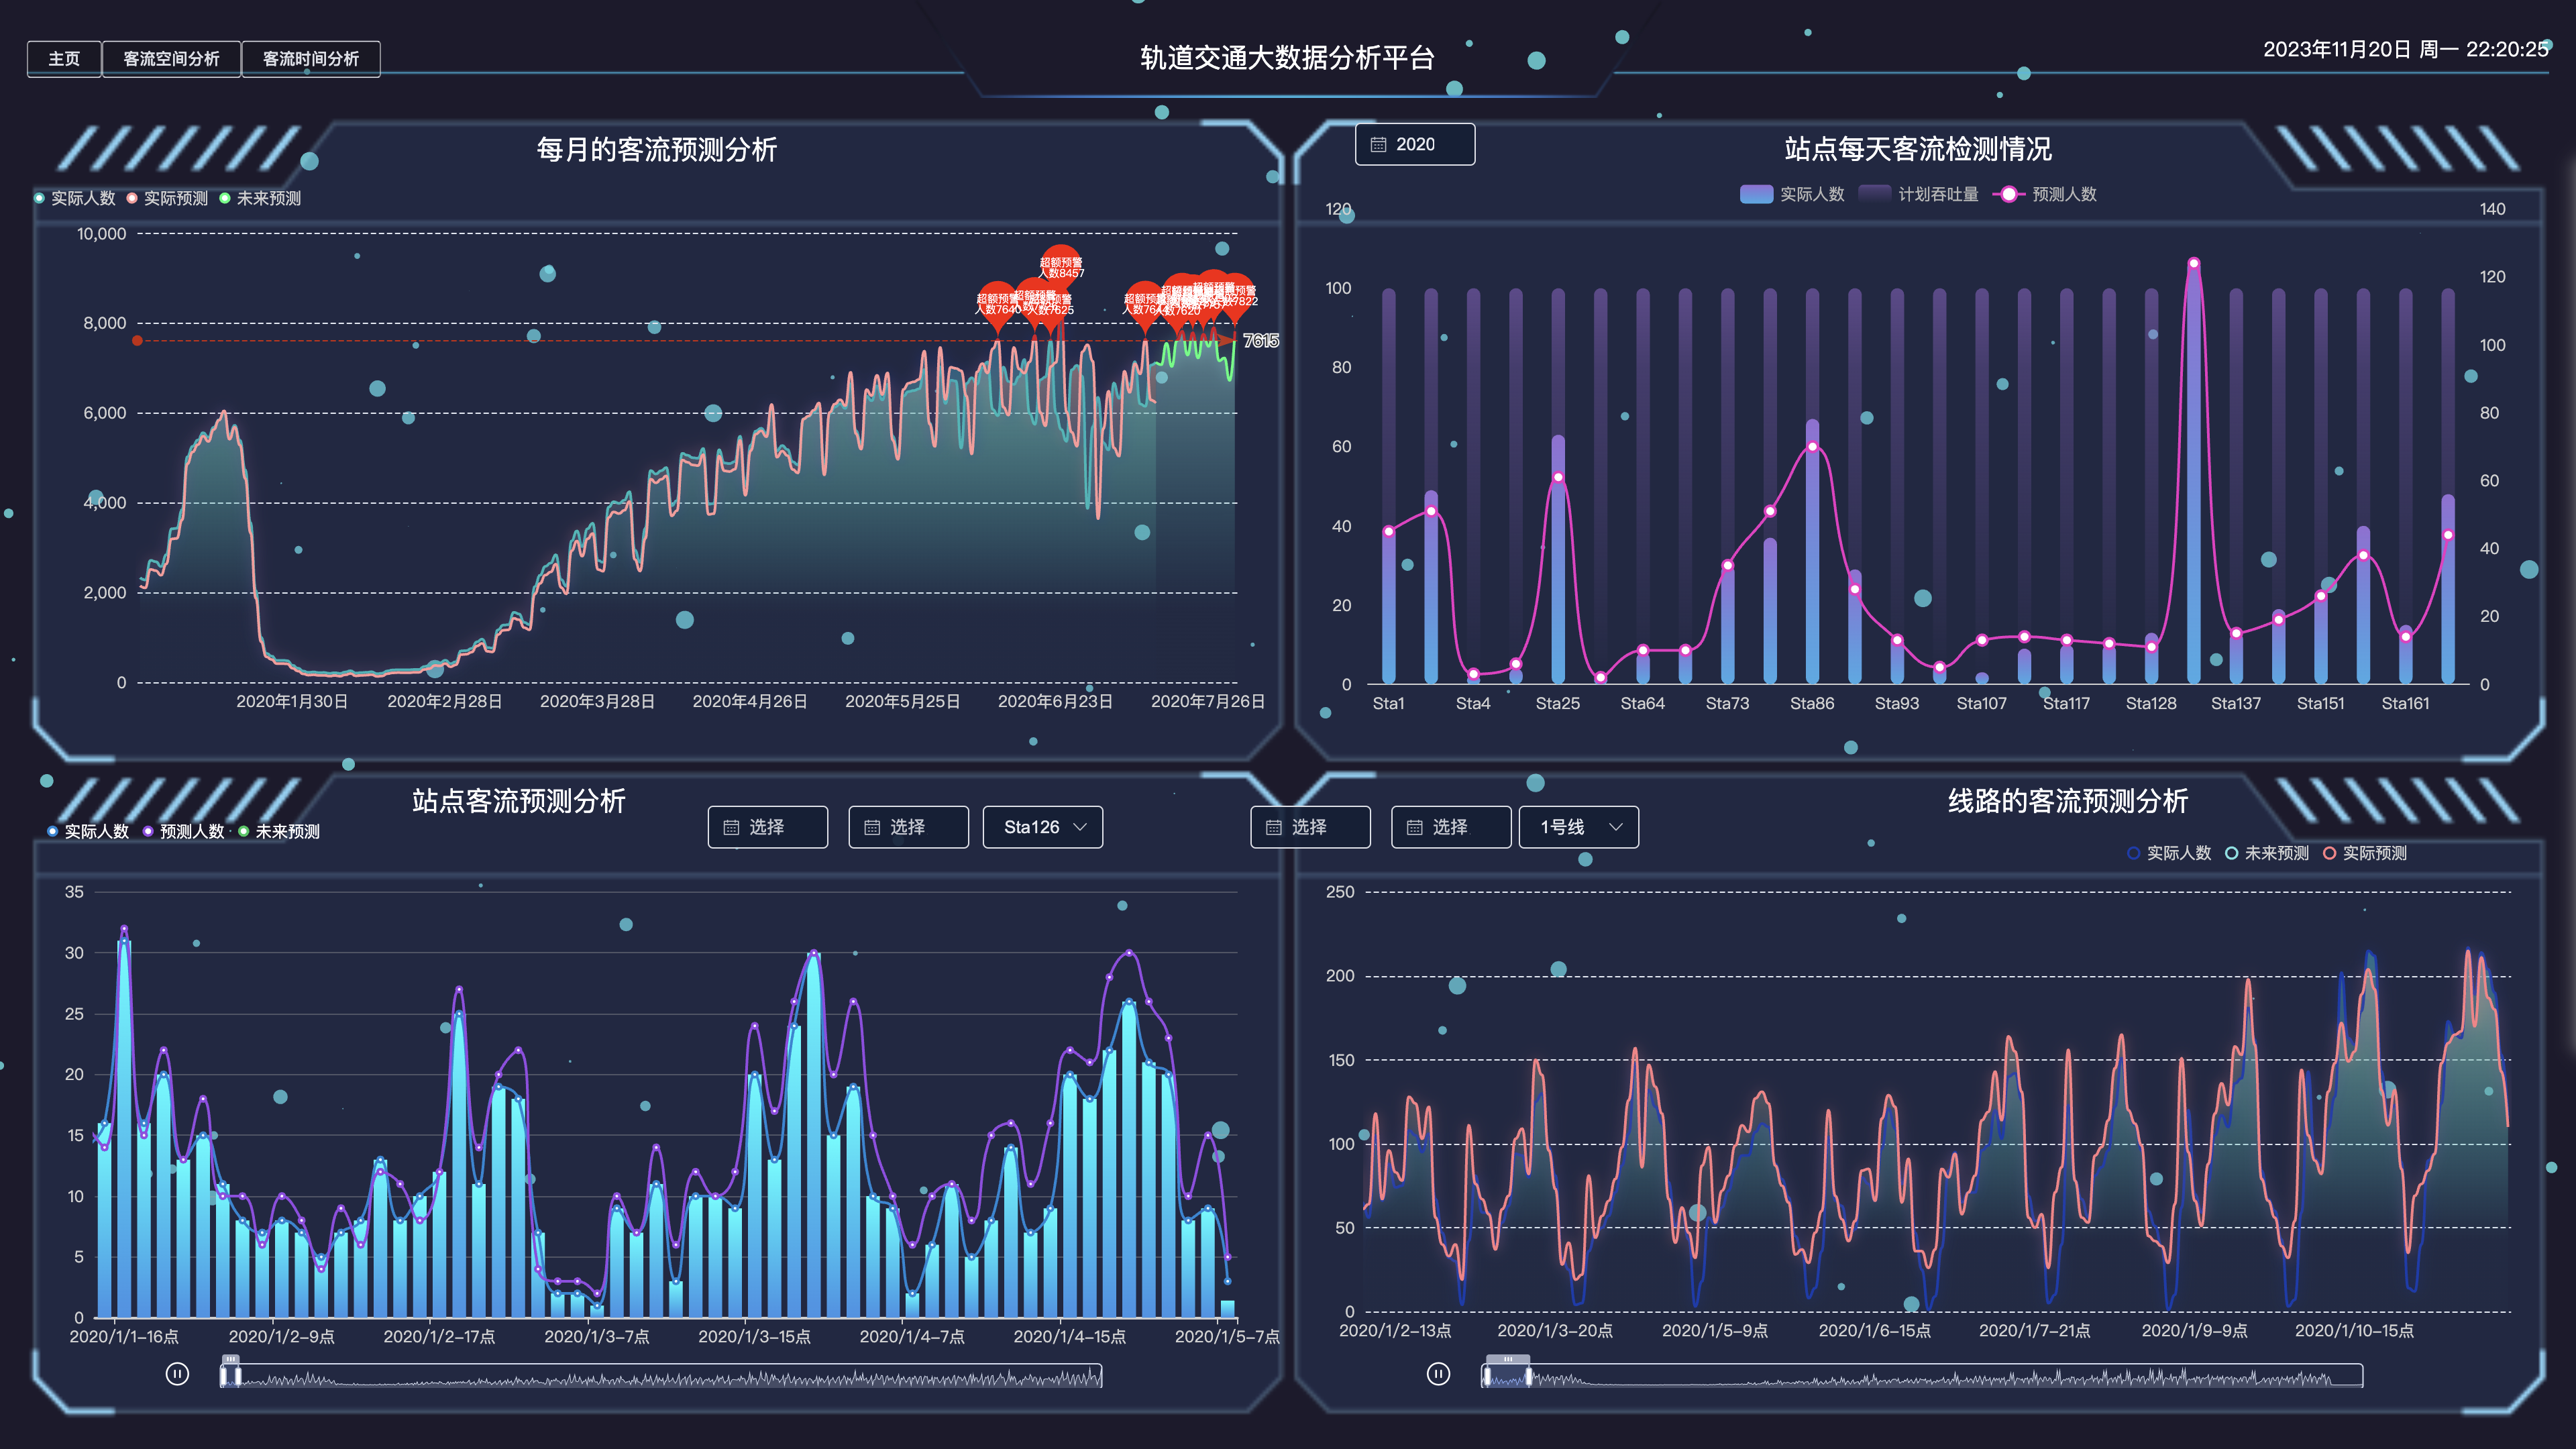 主页 客流空间分析 客流时间分析
轨道交通大数据分析平台
2023年11月20日 周一 22:20:25
每月的客流预测分析
实际人数 实际预测 未来预测
10,000
8,000
6,000
4,000
2,000
0
超额预警
人数8457
超额预警
人数7640
人数7625
人数7620
人数7822
7615
2020年1月30日 2020年2月28日 2020年3月28日 2020年4月26日 2020年5月25日 2020年6月23日 2020年7月26日
2020
站点每天客流检测情况
实际人数 计划吞吐量 预测人数
120
100
80
60
40
20
0
140
120
100
80
60
40
20
0
Sta1 Sta4 Sta25 Sta64 Sta73 Sta86 Sta93 Sta107 Sta117 Sta128 Sta137 Sta151 Sta161
站点客流预测分析
实际人数 预测人数 未来预测
选择 选择 Sta126
35
30
25
20
15
10
5
0
2020/1/1-16点 2020/1/2-9点 2020/1/2-17点 2020/1/3-7点 2020/1/3-15点 2020/1/4-7点 2020/1/4-15点 2020/1/5-7点
选择 选择 1号线
线路的客流预测分析
实际人数 未来预测 实际预测
250
200
150
100
50
0
2020/1/2-13点 2020/1/3-20点 2020/1/5-9点 2020/1/6-15点 2020/1/7-21点 2020/1/9-9点 2020/1/10-15点